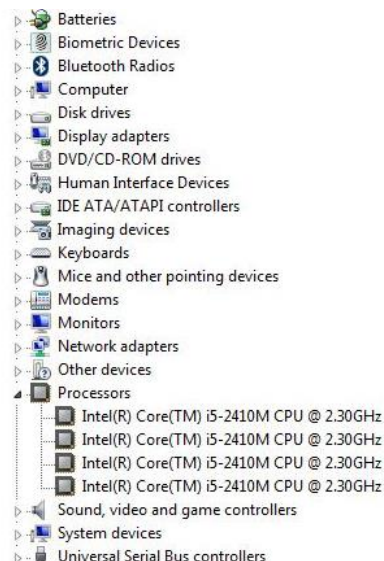 Batteries
Biometric Devices
Bluetooth Radios
Computer
Disk drives
Display adapters
DVD/CD-ROM drives
Human Interface Devices
IDE ATA/ATAPI controllers
Imaging devices
Keyboards
Mice and other pointing devices
Modems
Monitors
Network adapters
Other devices
Processors
Intel(R) Core(TM) i5-2410M CPU @ 2.30GHz
Intel(R) Core(TM) i5-2410M CPU @ 2.30GHz
Intel(R) Core(TM) i5-2410M CPU @ 2.30GHz
Intel(R) Core(TM) i5-2410M CPU @ 2.30GHz
Sound, video and game controllers
System devices
Universal Serial Bus controllers